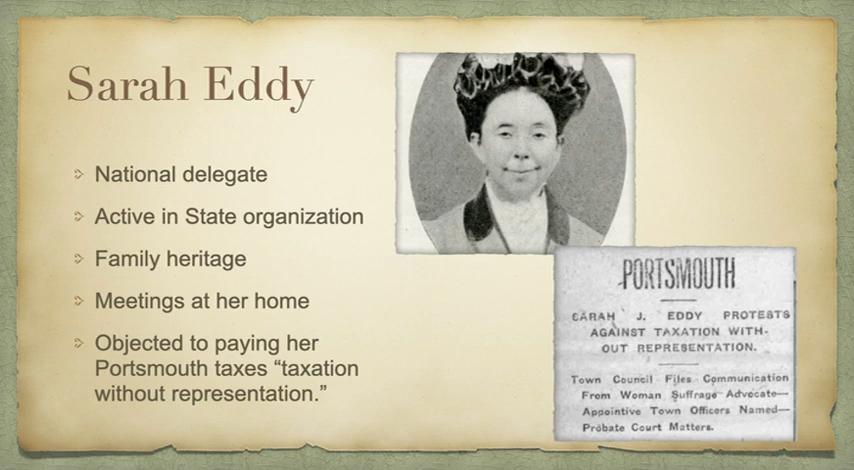 Sarah Eddy
National delegate
Active in State organization
Family heritage
Meetings at her home
Objected to paying her
Portsmouth taxes “taxation
without representation.”
PORTSMOUTH
SARAH J. EDDY PROTESTS
AGAINST TAXATION WITH-
OUT REPRESENTATION.
Town Council Files Communication
From Woman Suffrage Advocate—
Appointive Town Officers Named—
Probate Court Matters.